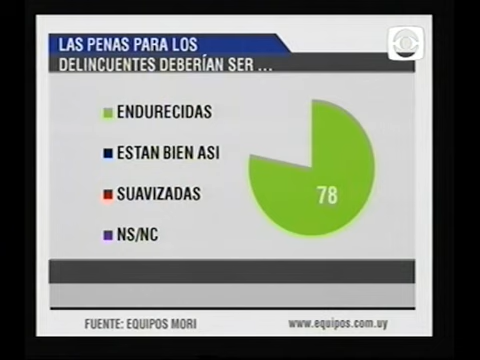 LAS PENAS PARA LOS
DELINCUENTES DEBERÍAN SER ...
ENDURECIDAS
ESTAN BIEN ASI
SUAVIZADAS
NS/NC
78
FUENTE: EQUIPOS MORI
www.equipos.com.uy